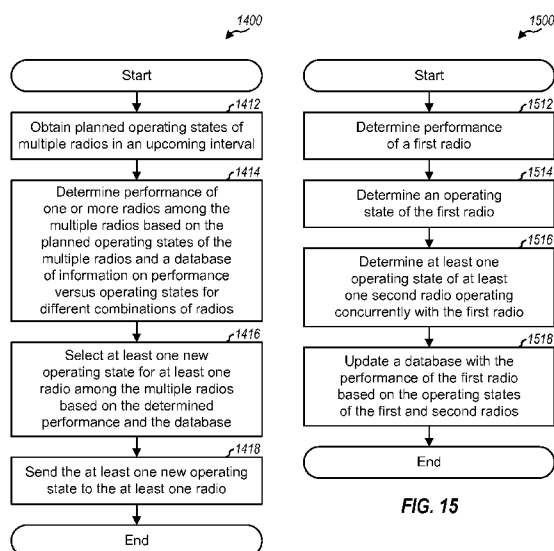 1400
Start
1412
Obtain planned operating states of
multiple radios in an upcoming interval
1414
Determine performance of
one or more radios among the
multiple radios based on the
planned operating states of the
multiple radios and a database
of information on performance
versus operating states for
different combinations of radios
1416
Select at least one new
operating state for at least one
radio among the multiple radios
based on the determined
performance and the database
1418
Send the at least one new operating
state to the at least one radio
End
1500
Start
1512
Determine performance
of a first radio
1514
Determine an operating
state of the first radio
1516
Determine at least one
operating state of at least
one second radio operating
concurrently with the first radio
1518
Update a database with the
performance of the first radio
based on the operating states
of the first and second radios
End
FIG. 15